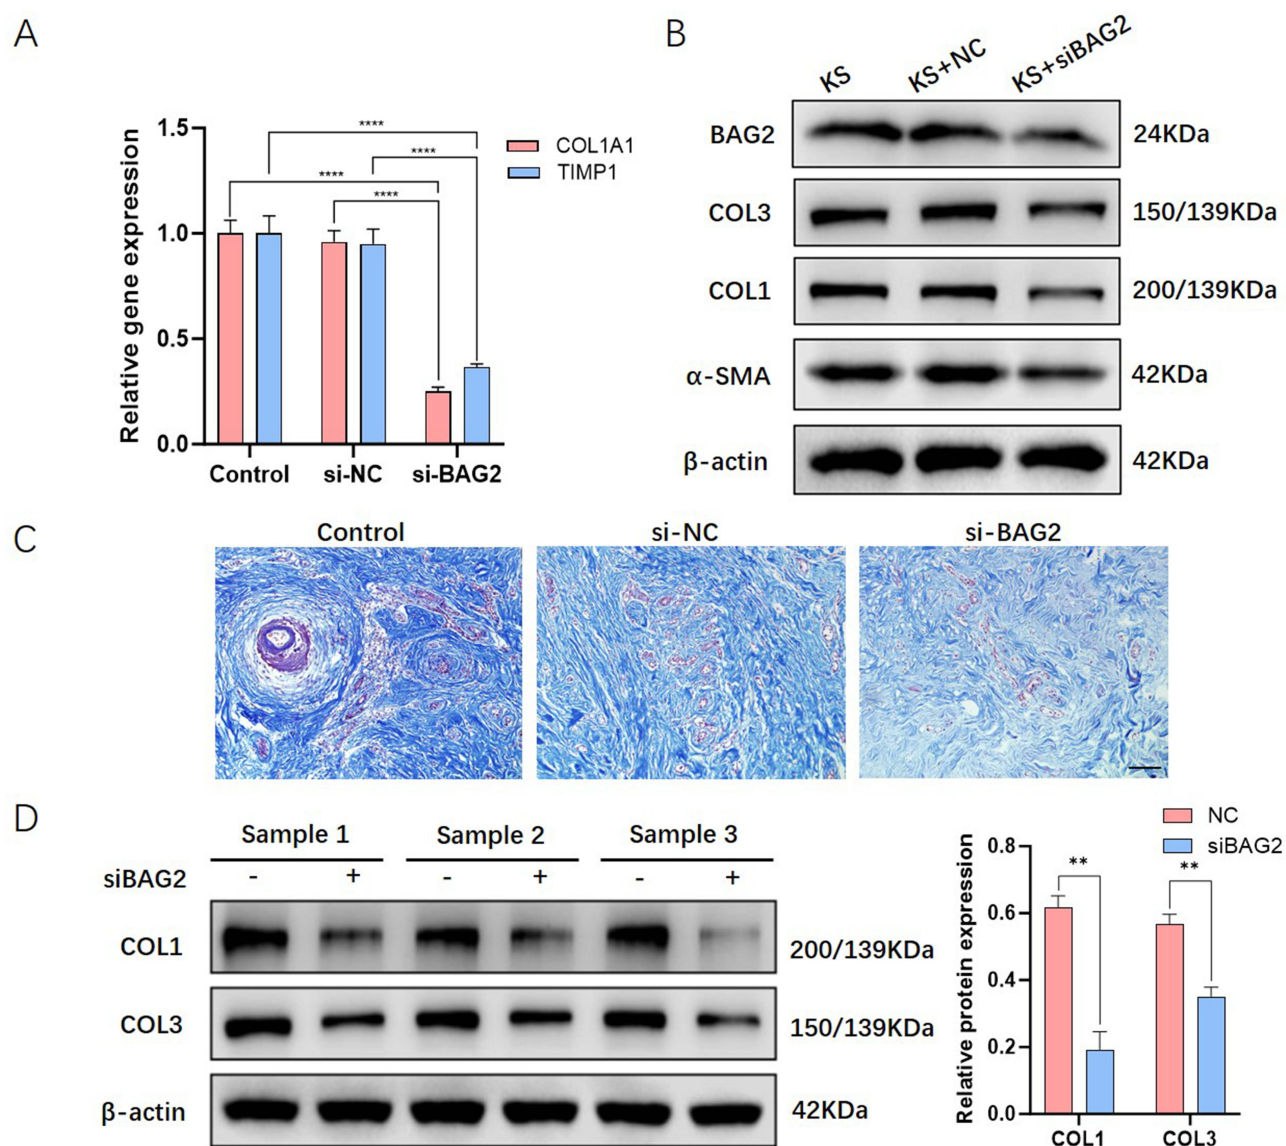 A
1.5
1.0
0.5
0.0
Relative gene expression
****
****
****
****
COL1A1
TIMP1
Control si-NC si-BAG2
B
KS KS+NC KS+siBAG2
BAG2 24KDa
COL3 150/139KDa
COL1 200/139KDa
α-SMA 42KDa
β-actin 42KDa
C
Control si-NC si-BAG2
D
Sample 1 Sample 2 Sample 3
siBAG2 - + - + - +
COL1 200/139KDa
COL3 150/139KDa
β-actin 42KDa
NC
siBAG2
Relative protein expression
0.8
0.6
0.4
0.2
0.0
**
**
COL1 COL3